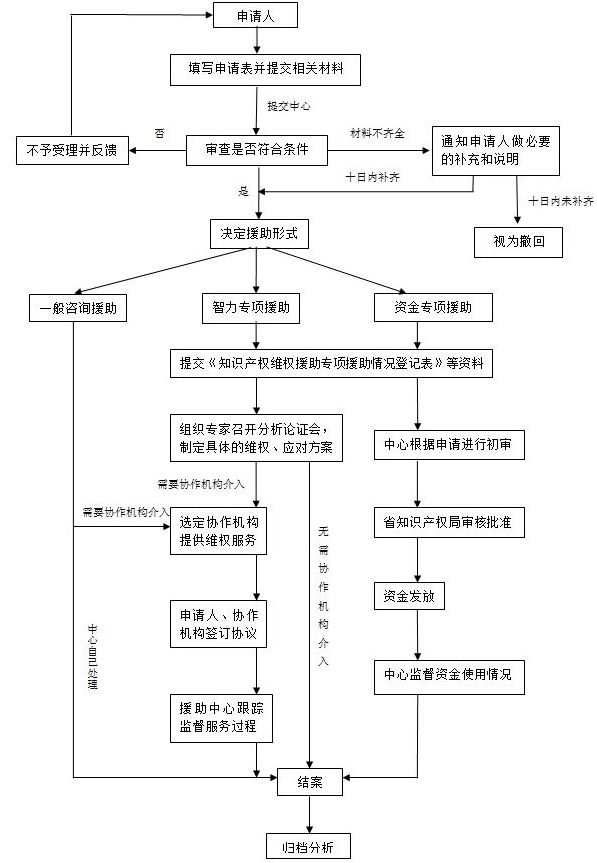 申请人
填写申请表并提交相关材料
提交中心
否
材料不齐全
不予受理并反馈
审查是否符合条件
通知申请人做必要
的补充和说明
十日内补齐
是
十日内未补齐
决定援助形式
视为撤回
一般咨询援助
智力专项援助
资金专项援助
提交《知识产权维权援助专项援助情况登记表》等资料
组织专家召开分析论证会，
制定具体的维权、应对方案
中心根据申请进行初审
需要协作机构介入
需要协作机构介入
选定协作机构
提供维权服务
省知识产权局审核批准
无需协作机构介入
资金发放
申请人、协作
机构签订协议
中心自己处理
中心监督资金使用情况
援助中心跟踪
监督服务过程
结案
归档分析